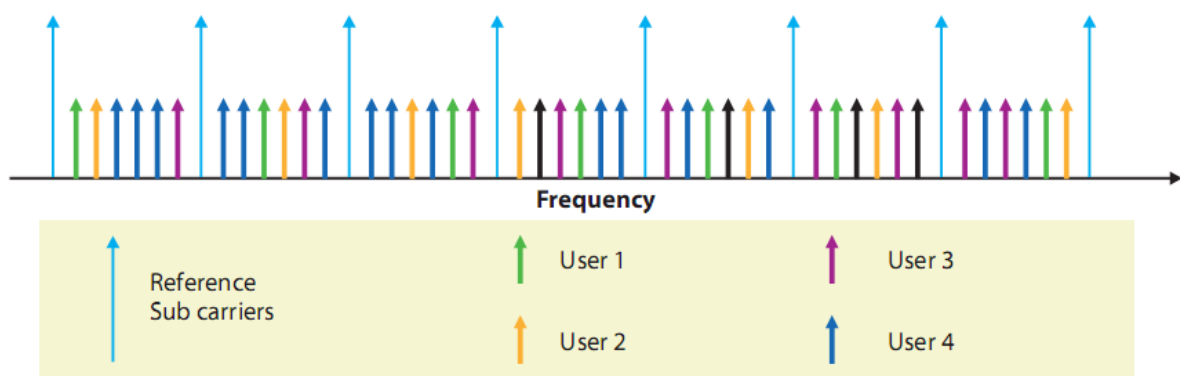 Frequency
Reference
Sub carriers
User 1
User 2
User 3
User 4